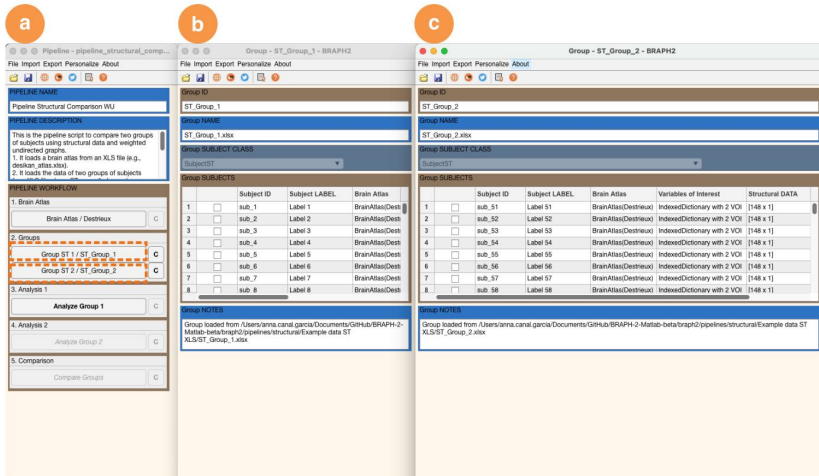 a
b
c
Pipeline - pipeline_structural_comp...
File Import Export Personalize About
PIPELINE NAME
Pipeline Structural Comparison WU
PIPELINE DESCRIPTION
This is the pipeline script to compare two groups
of subjects using structural data and weighted
undirected graphs.
1. It loads a brain atlas from an XLS file (e.g.,
desikan_atlas.xlsx).
2. It loads the data of two groups of subjects
PIPELINE WORKFLOW
1. Brain Atlas
Brain Atlas / Destrieux C
2. Groups
Group ST 1 / ST_Group_1 C
Group ST 2 / ST_Group_2 C
3. Analysis 1
Analyze Group 1 C
4. Analysis 2
Analyze Group 2 C
5. Comparison
Compare Groups C
Group - ST_Group_1 - BRAPH2
File Import Export Personalize About
Group ID
ST_Group_1
Group NAME
ST_Group_1.xlsx
Group SUBJECT CLASS
SubjectST
Group SUBJECTS
Subject ID Subject LABEL Brain Atlas
1 sub_1 Label 1 BrainAtlas(Desti
2 sub_2 Label 2 BrainAtlas(Desti
3 sub_3 Label 3 BrainAtlas(Desti
4 sub_4 Label 4 BrainAtlas(Desti
5 sub_5 Label 5 BrainAtlas(Desti
6 sub_6 Label 6 BrainAtlas(Desti
7 sub_7 Label 7 BrainAtlas(Desti
8 sub_8 Label 8 BrainAtlas(Desti
Group NOTES
Group loaded from /Users/anna.canal.garcia/Documents/GitHub/BRAPH-2-
Matlab-beta/braph2/pipelines/structural/Example data ST
XLS/ST_Group_1.xlsx
Group - ST_Group_2 - BRAPH2
File Import Export Personalize About
Group ID
ST_Group_2
Group NAME
ST_Group_2.xlsx
Group SUBJECT CLASS
SubjectST
Group SUBJECTS
Subject ID Subject LABEL Brain Atlas Variables of Interest Structural DATA
1 sub_51 Label 51 BrainAtlas(Destrieux) IndexedDictionary with 2 VOI [148 x 1]
2 sub_52 Label 52 BrainAtlas(Destrieux) IndexedDictionary with 2 VOI [148 x 1]
3 sub_53 Label 53 BrainAtlas(Destrieux) IndexedDictionary with 2 VOI [148 x 1]
4 sub_54 Label 54 BrainAtlas(Destrieux) IndexedDictionary with 2 VOI [148 x 1]
5 sub_55 Label 55 BrainAtlas(Destrieux) IndexedDictionary with 2 VOI [148 x 1]
6 sub_56 Label 56 BrainAtlas(Destrieux) IndexedDictionary with 2 VOI [148 x 1]
7 sub_57 Label 57 BrainAtlas(Destrieux) IndexedDictionary with 2 VOI [148 x 1]
8 sub_58 Label 58 BrainAtlas(Destrieux) IndexedDictionary with 2 VOI [148 x 1]
Group NOTES
Group loaded from /Users/anna.canal.garcia/Documents/GitHub/BRAPH-2-Matlab-beta/braph2/pipelines/structural/Example data ST
XLS/ST_Group_2.xlsx